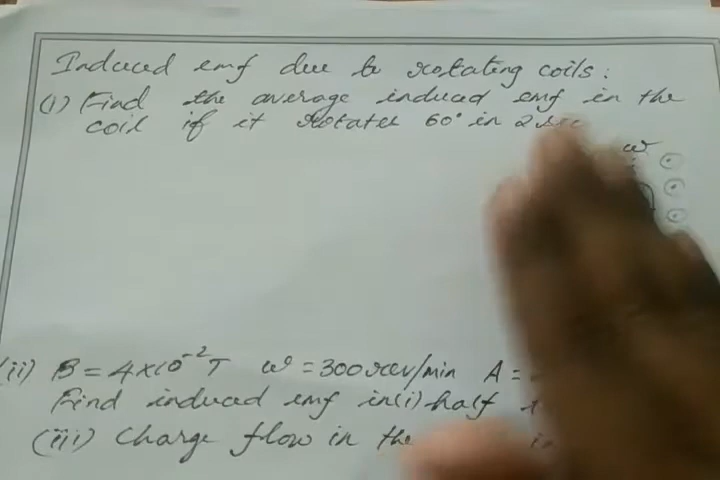 Induced emf due to rotating coils:
(i) Find the average induced emf in the
coil if it rotates 60° in 2 sec
ω
(ii) B = 4×10⁻² T ω = 300 rev/min A =
Find induced emf in (i) half
(iii) Charge flow in the in